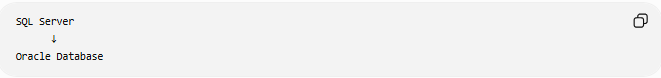 SQL Server
↓
Oracle Database